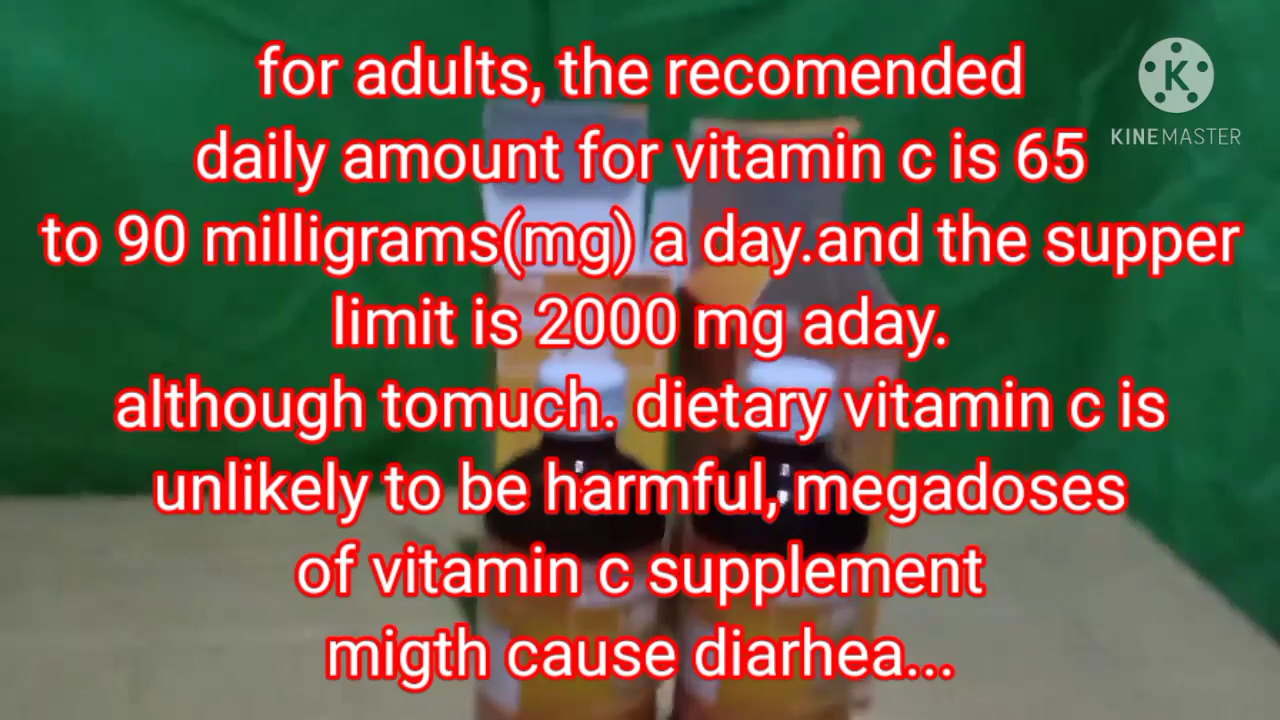 for adults, the recomended
daily amount for vitamin c is 65
to 90 milligrams(mg) a day.and the supper
limit is 2000 mg aday.
although tomuch. dietary vitamin c is
unlikely to be harmful, megadoses
of vitamin c supplement
migth cause diarhea...
K
KINEMASTER